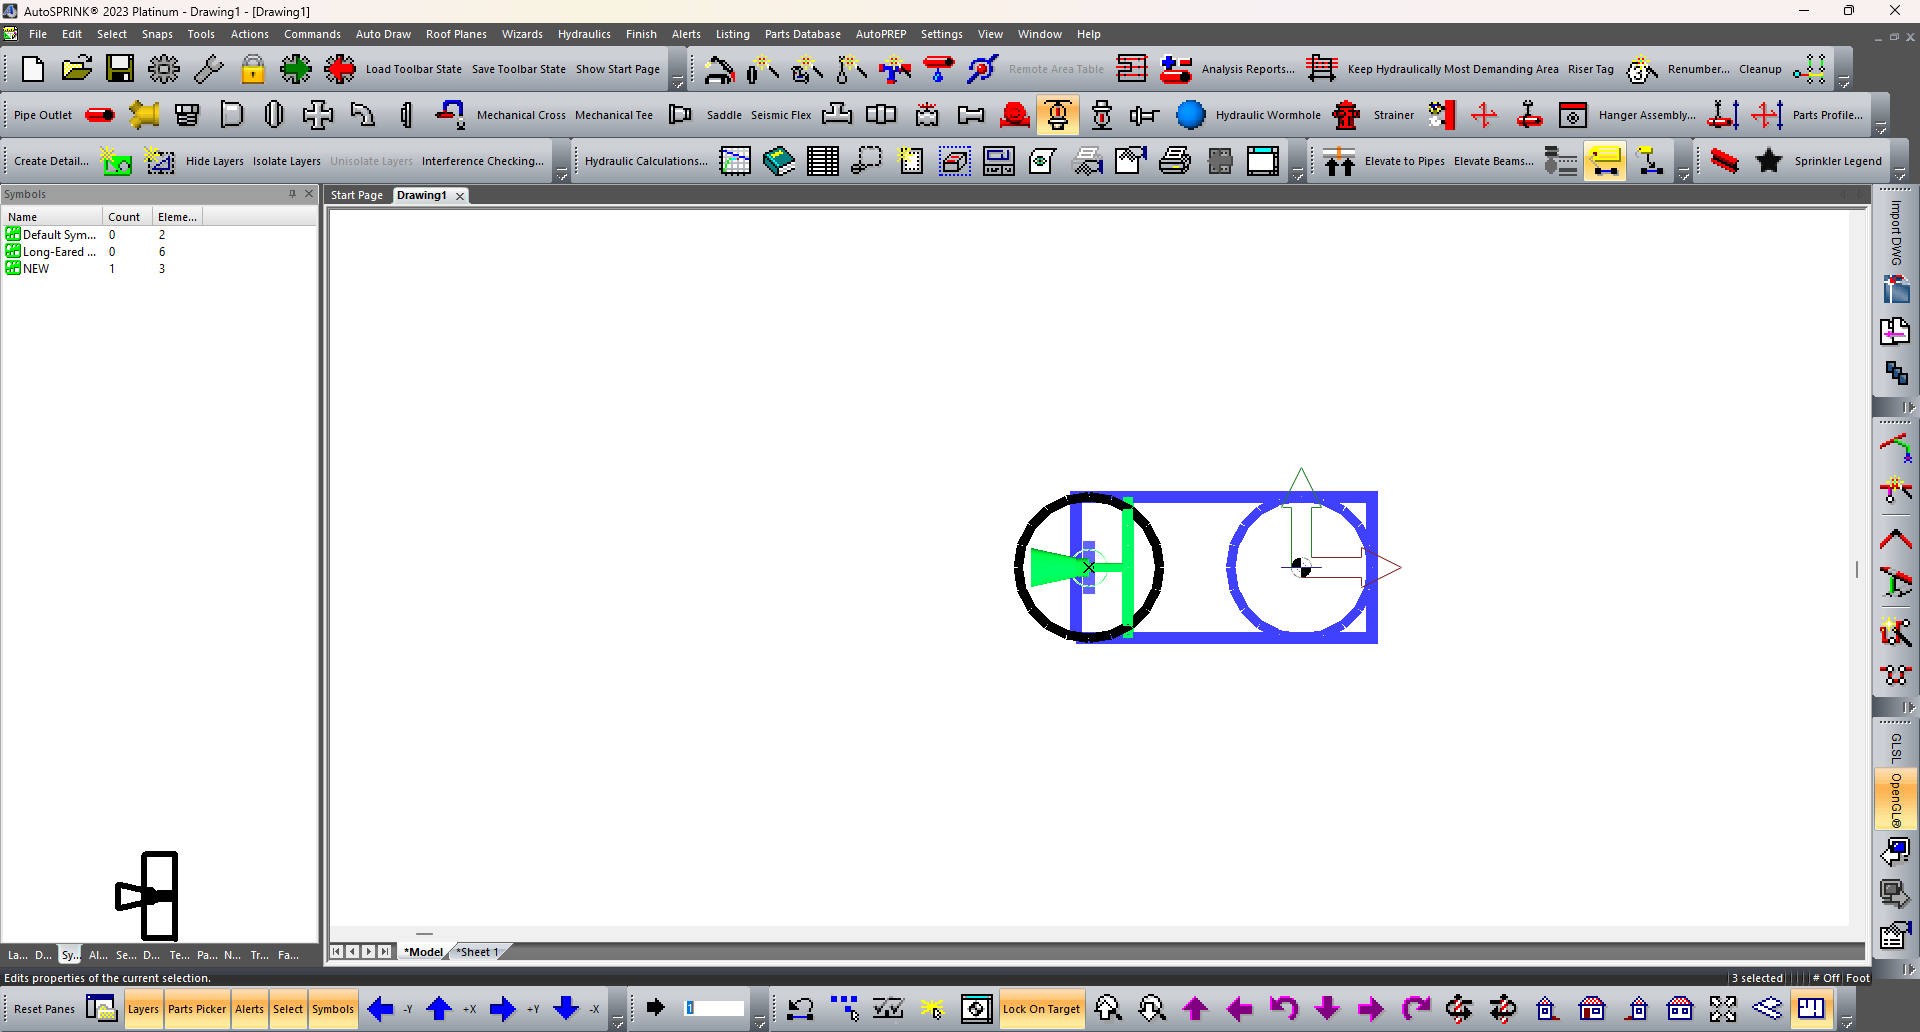 AutoSPRINK® 2023 Platinum - Drawing1 - [Drawing1]
File Edit Select Snaps Tools Actions Commands Auto Draw Roof Planes Wizards Hydraulics Finish Alerts Listing Parts Database AutoPREP Settings View Window Help
Load Toolbar State Save Toolbar State Show Start Page Remote Area Table Analysis Reports... Keep Hydraulically Most Demanding Area Riser Tag Renumber... Cleanup
Pipe Outlet Mechanical Cross Mechanical Tee Saddle Seismic Flex Hydraulic Wormhole Strainer Hanger Assembly... Parts Profile...
Create Detail... Hide Layers Isolate Layers Unisolate Layers Interference Checking... Hydraulic Calculations... Elevate to Pipes Elevate Beams... Sprinkler Legend
Symbols
Start Page Drawing1
Name Count Eleme...
Default Sym... 0 2
Long-Eared ... 0 6
NEW 1 3
Import DWG
GLSL
OpenGL®
La... D... Sy... Al... Se... D... Te... Pa... N... Tr... Fa...
*Model *Sheet 1
Edits properties of the current selection.
3 selected # Off Foot
Reset Panes Layers Parts Picker Alerts Select Symbols -Y +X +Y -X 1 Lock On Target